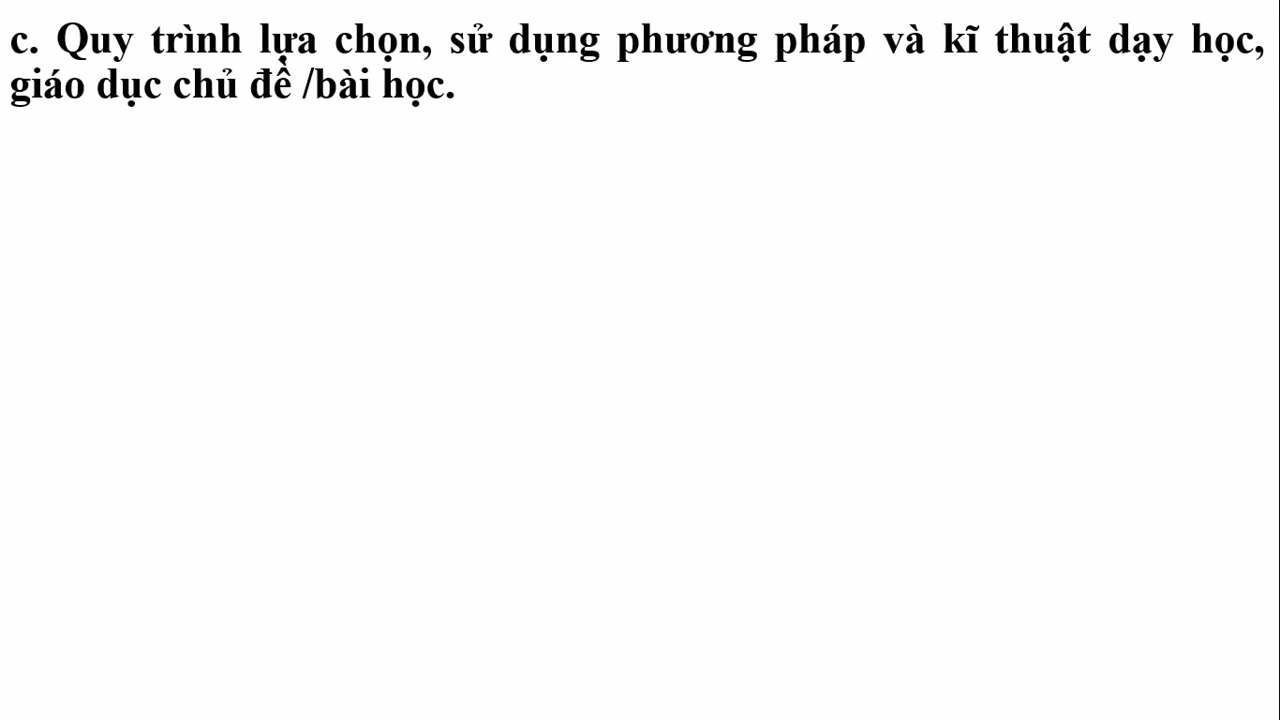 c. Quy trình lựa chọn, sử dụng phương pháp và kĩ thuật dạy học,
giáo dục chủ đề /bài học.